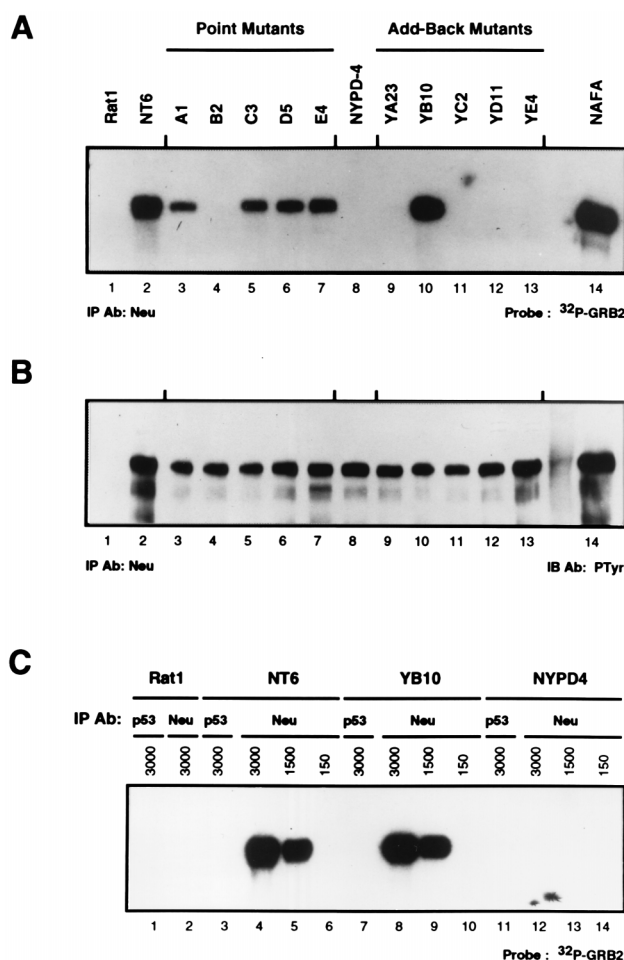 A
Point Mutants Add-Back Mutants
Rat1 NT6 A1 B2 C3 D5 E4 NYPD-4 YA23 YB10 YC2 YD11 YE4 NAFA
1 2 3 4 5 6 7 8 9 10 11 12 13 14
IP Ab: Neu Probe : 32P-GRB2
B
1 2 3 4 5 6 7 8 9 10 11 12 13 14
IP Ab: Neu IB Ab: PTyr
C
Rat1 NT6 YB10 NYPD4
IP Ab: p53 Neu p53 Neu p53 Neu p53 Neu
3000 3000 3000 3000 1500 150 3000 3000 1500 150 3000 3000 1500 150
1 2 3 4 5 6 7 8 9 10 11 12 13 14
Probe : 32P-GRB2